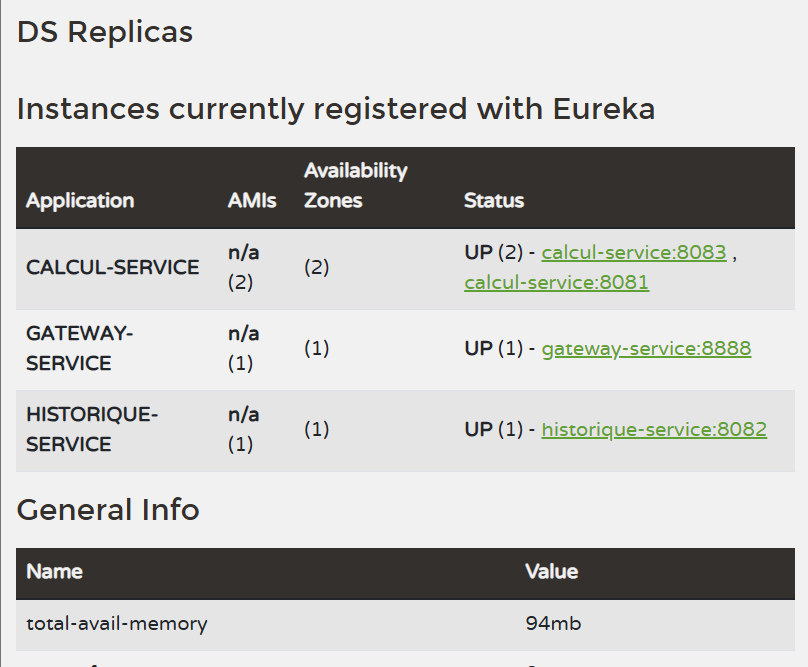 DS Replicas
Instances currently registered with Eureka
Application AMIs Availability Zones Status
CALCUL-SERVICE n/a (2) (2) UP (2) - calcul-service:8083 , calcul-service:8081
GATEWAY-SERVICE n/a (1) (1) UP (1) - gateway-service:8888
HISTORIQUE-SERVICE n/a (1) (1) UP (1) - historique-service:8082
General Info
Name Value
total-avail-memory 94mb